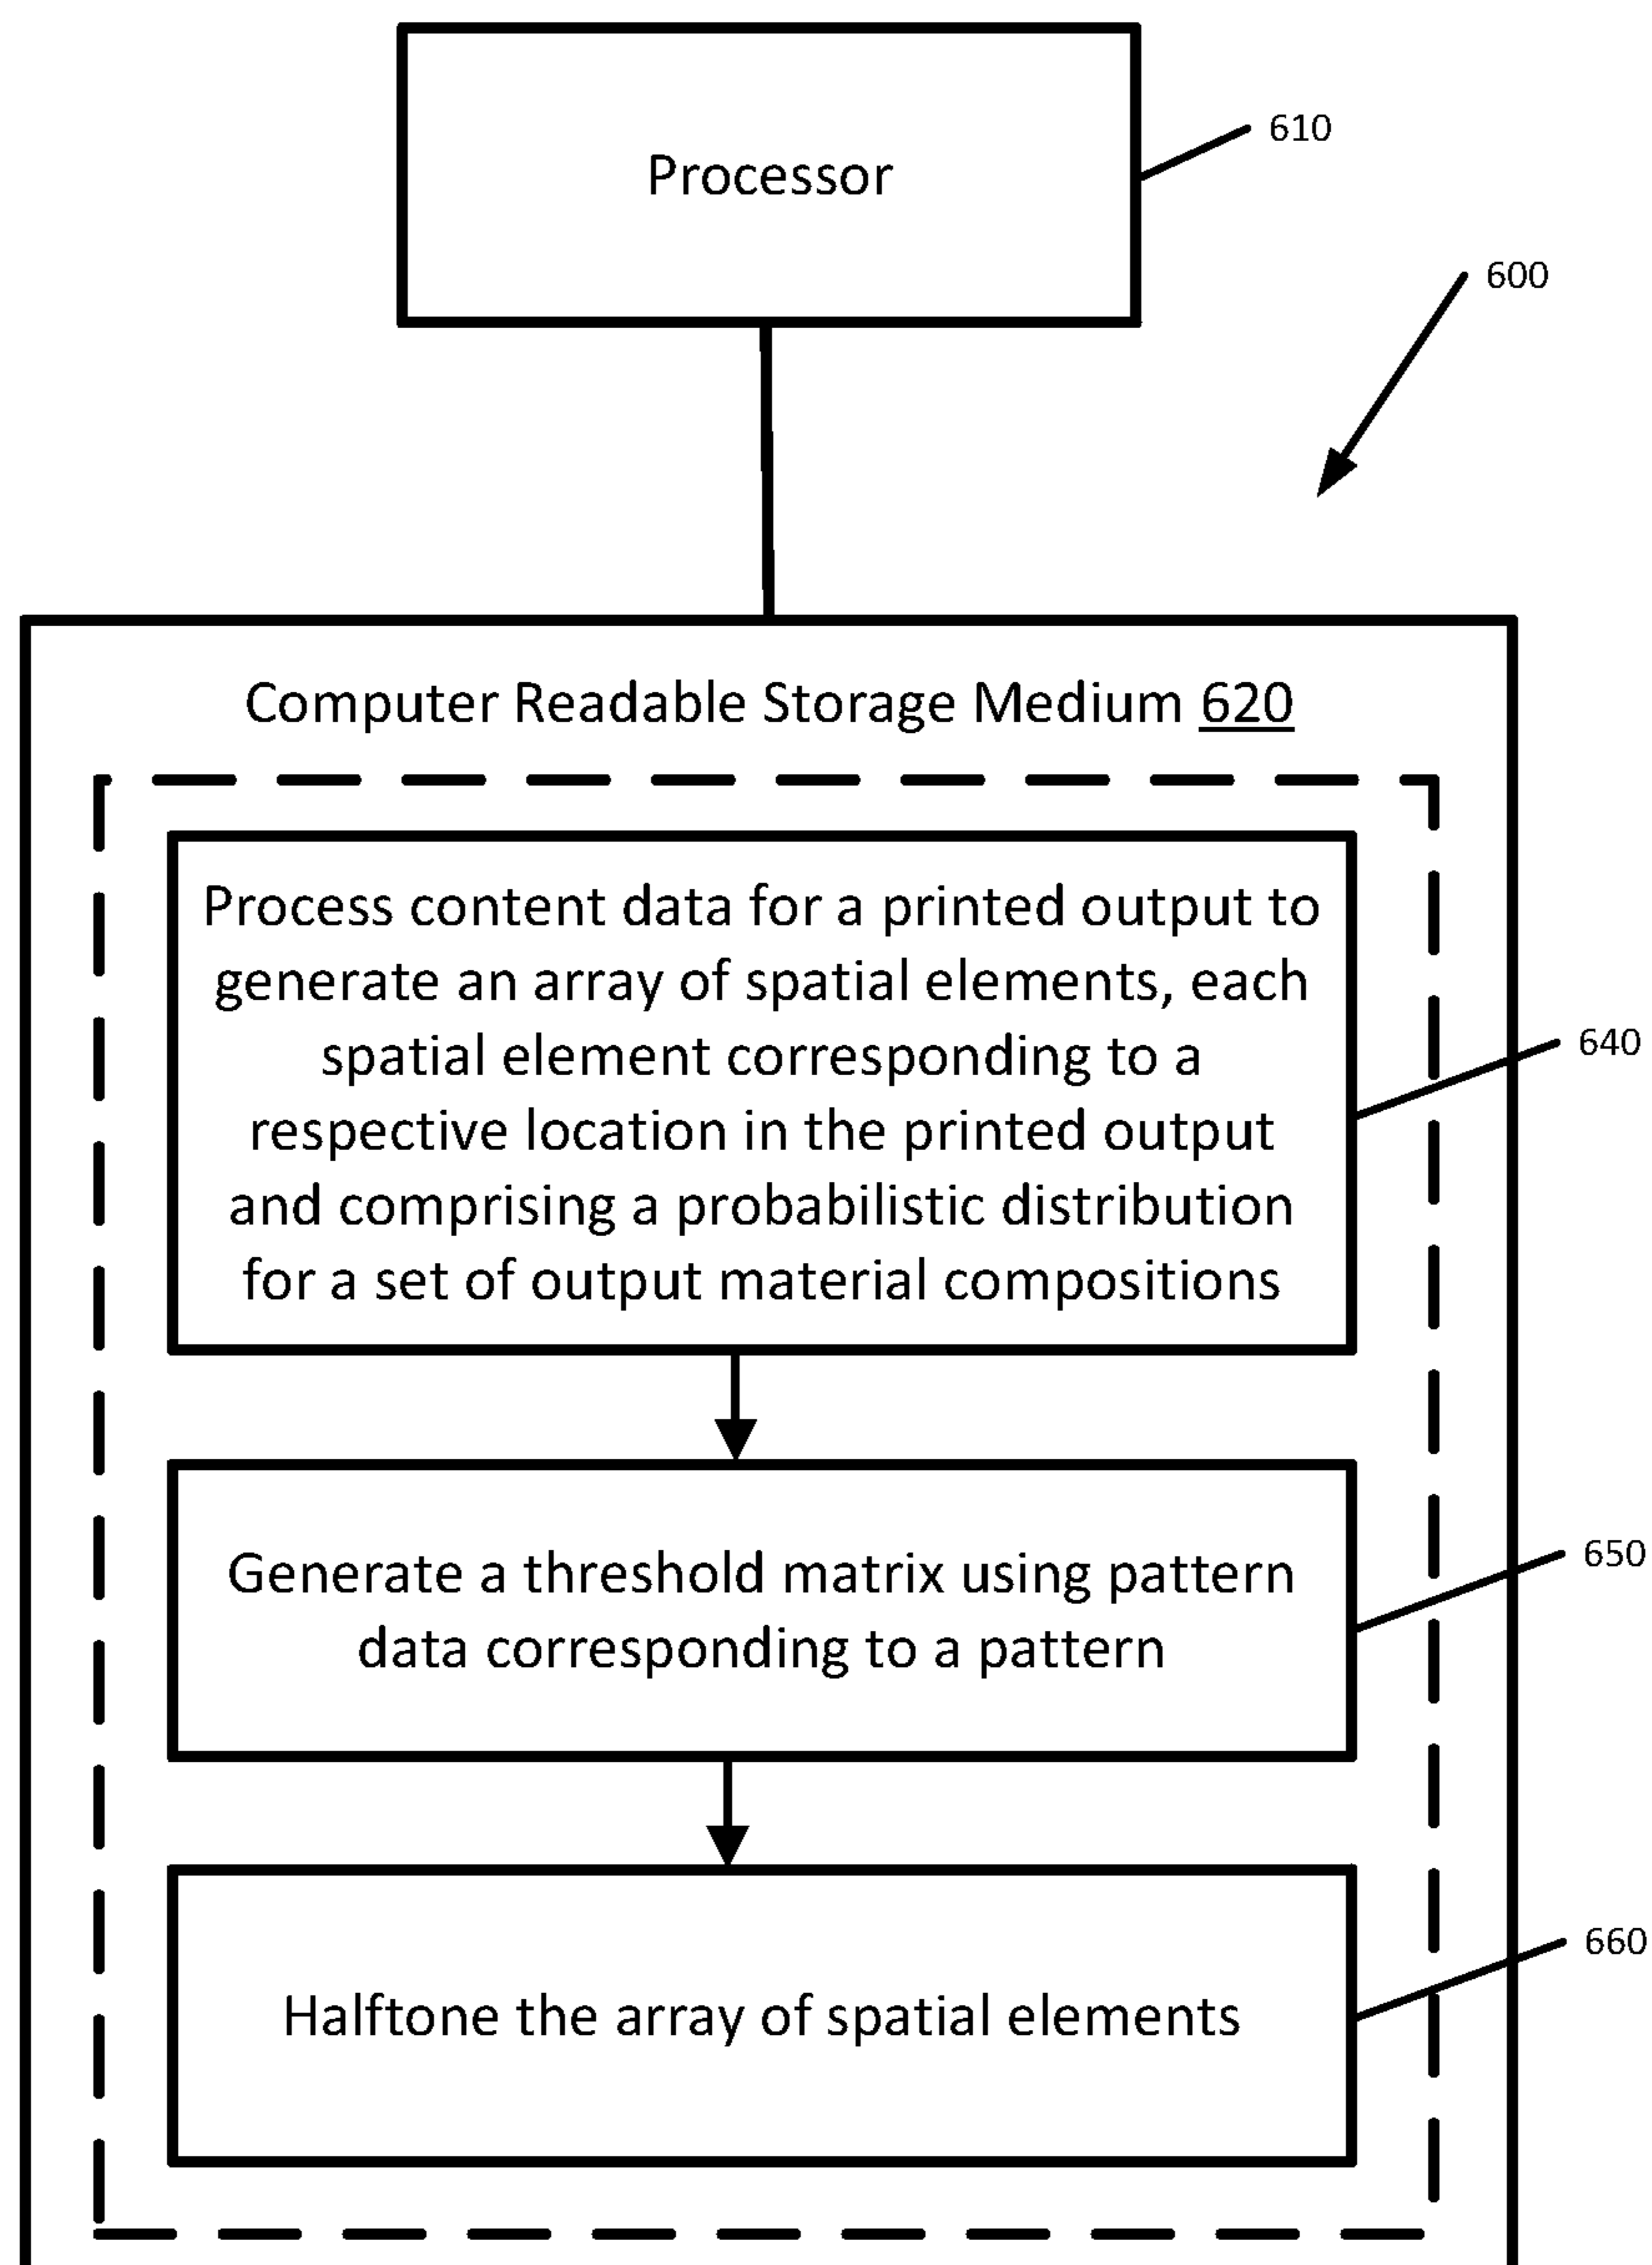 Processor
610
600
Computer Readable Storage Medium 620
Process content data for a printed output to
generate an array of spatial elements, each
spatial element corresponding to a
respective location in the printed output
and comprising a probabilistic distribution
for a set of output material compositions
640
Generate a threshold matrix using pattern
data corresponding to a pattern
650
Halftone the array of spatial elements
660